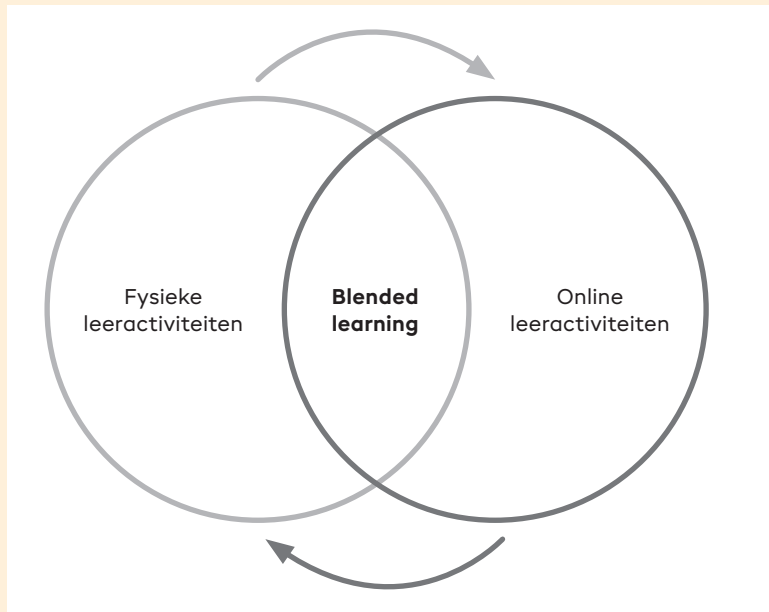 Fysieke
leeractiviteiten
Blended
learning
Online
leeractiviteiten